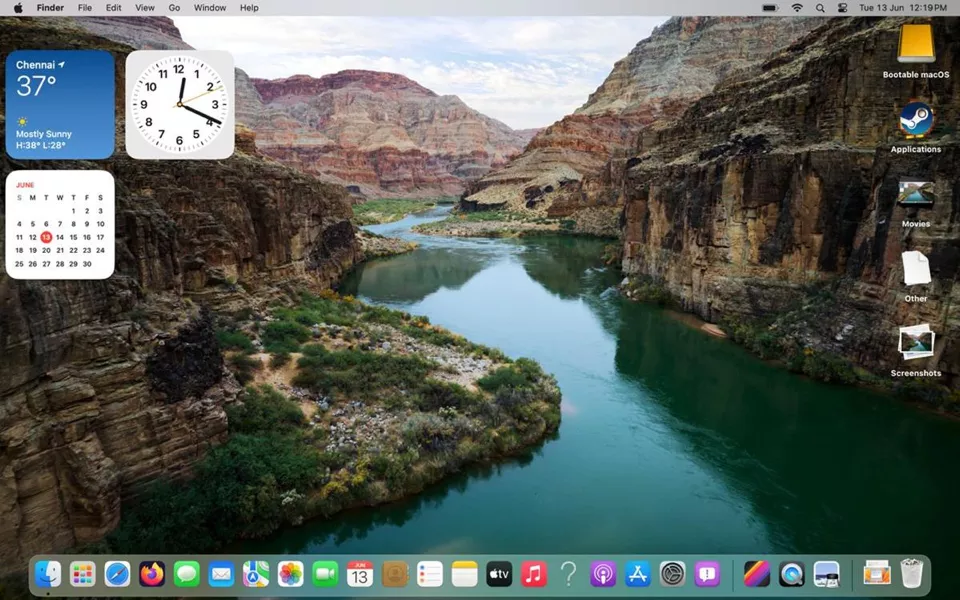 Finder File Edit View Go Window Help
Tue 13 Jun 12:19 PM
Chennai
37°
Mostly Sunny
H:38° L:28°
12
1
2
3
4
5
6
7
8
9
10
11
JUNE
S M T W T F S
1 2 3
4 5 6 7 8 9 10
11 12 13 14 15 16 17
18 19 20 21 22 23 24
25 26 27 28 29 30
Bootable macOS
Applications
Movies
Other
Screenshots
JUN
13
tv
?